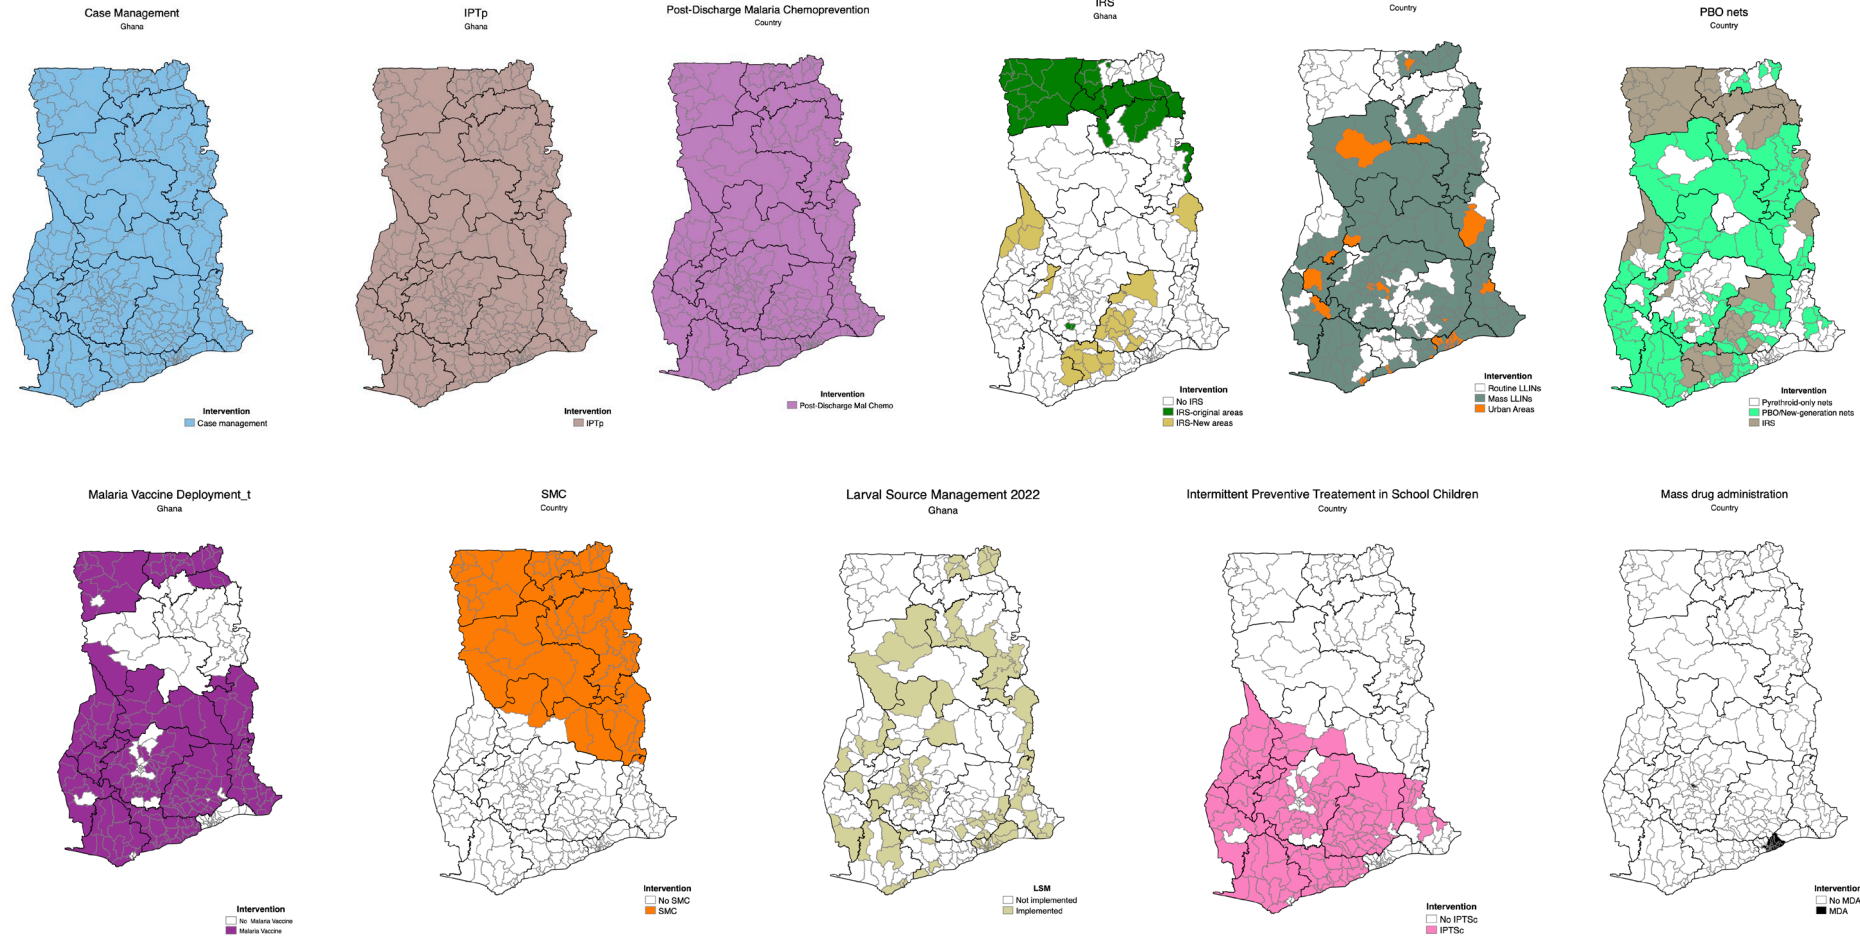 Case Management
Ghana
Intervention
Case management
IPTp
Ghana
Intervention
IPTp
Post-Discharge Malaria Chemoprevention
Country
Intervention
Post-Discharge Mal Chemo
IRS
Ghana
Intervention
No IRS
IRS-original areas
IRS-New areas
Country
Intervention
Routine LLINs
Mass LLINs
Urban Areas
PBO nets
Country
Intervention
Pyrethroid-only nets
PBO/New-generation nets
IRS
Malaria Vaccine Deployment_t
Ghana
Intervention
No Malaria Vaccine
Malaria Vaccine
SMC
Country
Intervention
No SMC
SMC
Larval Source Management 2022
Ghana
LSM
Not implemented
Implemented
Intermittent Preventive Treatement in School Children
Country
Intervention
No IPTSc
IPTSc
Mass drug administration
Country
Intervention
No MDA
MDA